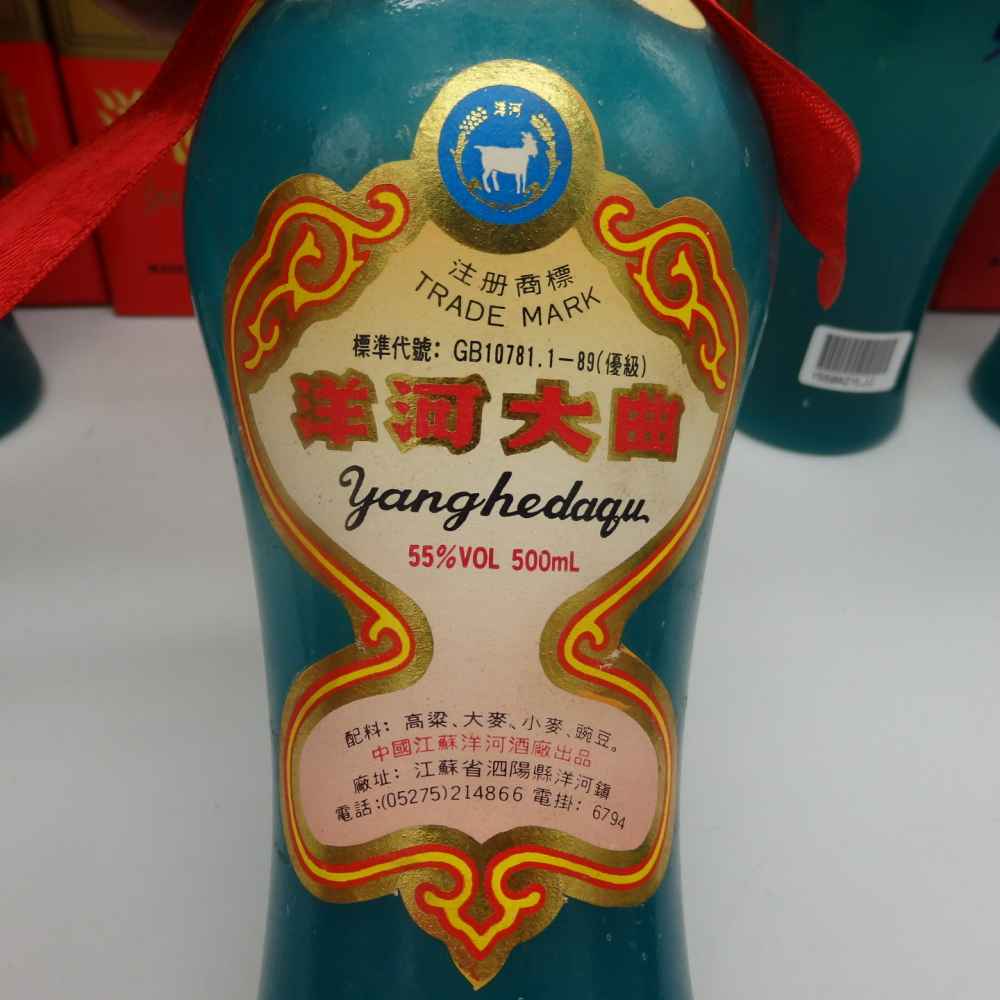 洋河
注册商標
TRADE MARK
標準代號: GB10781.1-89(優級)
洋河大曲
Yanghedaqu
55%VOL 500mL
配料: 高粱、大麥、小麥、豌豆。
中國江蘇洋河酒廠出品
廠址: 江蘇省泗陽縣洋河鎮
電話:(05275)214866 電掛: 6794